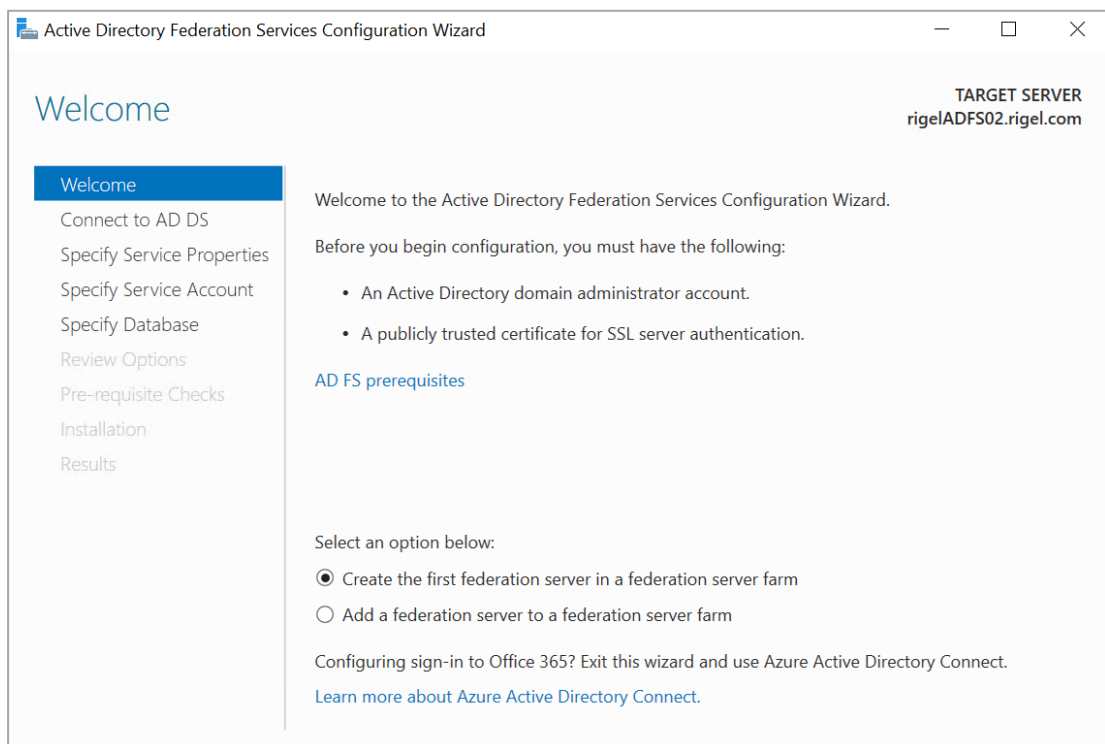 Active Directory Federation Services Configuration Wizard
Welcome
TARGET SERVER
rigelADFS02.rigel.com
Welcome
Connect to AD DS
Specify Service Properties
Specify Service Account
Specify Database
Review Options
Pre-requisite Checks
Installation
Results
Welcome to the Active Directory Federation Services Configuration Wizard.
Before you begin configuration, you must have the following:
• An Active Directory domain administrator account.
• A publicly trusted certificate for SSL server authentication.
AD FS prerequisites
Select an option below:
Create the first federation server in a federation server farm
Add a federation server to a federation server farm
Configuring sign-in to Office 365? Exit this wizard and use Azure Active Directory Connect.
Learn more about Azure Active Directory Connect.